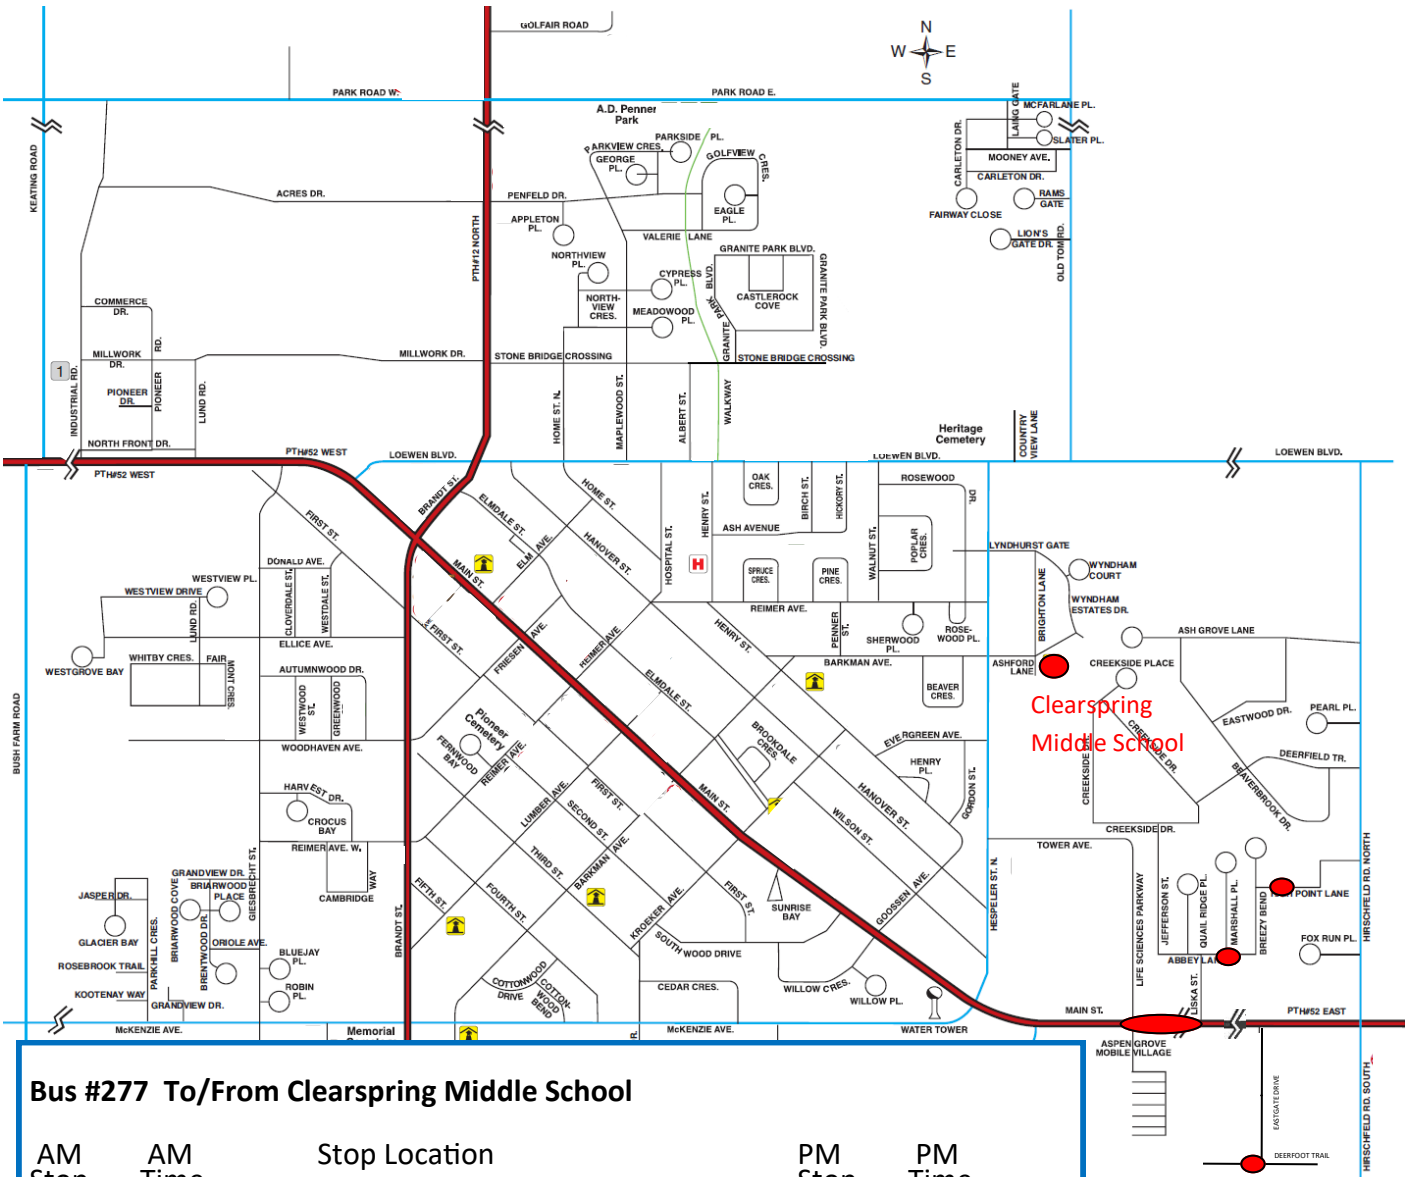 GOLFAIR ROAD
N
W E
S
PARK ROAD W.
PARK ROAD E.
A.D. Penner
Park
LAING GATE
MCFARLANE PL.
SLATER PL.
CARLETON DR.
MOONEY AVE.
CARLETON DR.
RAMS
GATE
FAIRWAY CLOSE
LION'S
GATE DR.
OLD TOM RD.
KEATING ROAD
PARKSIDE PL.
PARKVIEW CRES.
GEORGE
PL.
GOLFVIEW
CRES.
EAGLE
PL.
ACRES DR.
PENFELD DR.
APPLETON
PL.
VALERIE LANE
PTH#12 NORTH
NORTHVIEW
PL.
GRANITE PARK BLVD.
CYPRESS
PL.
NORTH-
VIEW
CRES.
MEADOWOOD
PL.
CASTLEROCK
COVE
GRANITE PARK BLVD.
GRANITE PARK BLVD.
COMMERCE
DR.
MILLWORK
DR.
PIONEER RD.
PIONEER
DR.
1
INDUSTRIAL RD.
LUND RD.
NORTH FRONT DR.
MILLWORK DR.
STONE BRIDGE CROSSING
STONE BRIDGE CROSSING
HOME ST. N.
MAPLEWOOD ST.
ALBERT ST.
WALKWAY
Heritage
Cemetery
COUNTRY
VIEW LANE
PTH#52 WEST
PTH#52 WEST
LOEWEN BLVD.
LOEWEN BLVD.
LOEWEN BLVD.
BRANDT ST.
ELMDALE ST.
HOME ST.
OAK
CRES.
BIRCH ST.
HICKORY ST.
ROSEWOOD
DR.
HENRY ST.
ASH AVENUE
FIRST ST.
ELM AVE.
HANOVER ST.
HOSPITAL ST.
H
WALNUT ST.
POPLAR
CRES.
LYNDHURST GATE
DONALD AVE.
MAIN ST.
SPRUCE
CRES.
PINE
CRES.
WYNDHAM
COURT
WESTVIEW PL.
WESTVIEW DRIVE
CLOVERDALE ST.
WESTDALE ST.
LUND RD.
REIMER AVE.
BRIGHTON LANE
WYNDHAM
ESTATES DR.
FIRST ST.
FRIESEN AVE.
REIMER AVE.
HENRY ST.
PENNER
ST.
SHERWOOD
PL.
ROSE-
WOOD PL.
ASH GROVE LANE
ELLICE AVE.
WESTGROVE BAY
WHITBY CRES.
FAIR
MONT CRES.
AUTUMNWOOD DR.
BARKMAN AVE.
ASHFORD
LANE
CREEKSIDE PLACE
WESTWOOD
ST.
GREENWOOD
ELMDALE ST.
BEAVER
CRES.
Clearspring
Middle School
Pioneer
Cemetery
FERNWOOD
BAY
WOODHAVEN AVE.
BROOKDALE
CRES.
EVERGREEN AVE.
CREEKSIDE DR.
CREEKSIDE DR.
EASTWOOD DR.
PEARL PL.
DEERFIELD TR.
BEAVERBROOK DR.
BUSH FARM ROAD
HARVEST DR.
CROCUS
BAY
REIMER AVE.
LUMBER AVE.
FIRST ST.
SECOND ST.
MAIN ST.
HENRY
PL.
GORDON ST.
HANOVER ST.
WILSON ST.
CREEKSIDE DR.
REIMER AVE. W.
THIRD ST.
BARKMAN AVE.
TOWER AVE.
HIRSCHFELD RD. NORTH
GRANDVIEW DR.
BRIARWOOD
PLACE
GIESBRECHT ST.
CAMBRIDGE
WAY
JASPER DR.
BRIARWOOD COVE
FIFTH ST.
FOURTH ST.
FIRST ST.
KROEKER AVE.
SUNRISE
BAY
GOOSSEN AVE.
HESPELER ST. N.
LIFE SCIENCES PARKWAY
JEFFERSON ST.
QUAIL RIDGE PL.
MARSHALL PL.
BREEZY BEND
POINT LANE
GLACIER BAY
PARKHILL CRES.
BRENTWOOD DR.
ORIOLE AVE.
BRANDT ST.
SOUTH WOOD DRIVE
FOX RUN PL.
ROSEBROOK TRAIL
BLUEJAY
PL.
ABBEY LANE
KOOTENAY WAY
GRANDVIEW DR.
ROBIN
PL.
COTTONWOOD
DRIVE
COTTON-
WOOD
BEND
CEDAR CRES.
WILLOW CRES.
WILLOW PL.
LISKA ST.
McKENZIE AVE.
Memorial
McKENZIE AVE.
WATER TOWER
MAIN ST.
PTH#52 EAST
ASPEN GROVE
MOBILE VILLAGE
EASTGATE DRIVE
HIRSCHFELD RD. SOUTH
DEERFOOT TRAIL
Bus #277 To/From Clearspring Middle School
AM AM Stop Location PM PM
Stop Time Stop Time